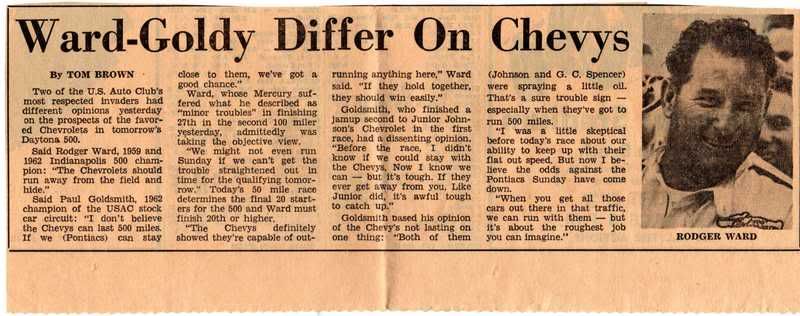 Ward-Goldy Differ On Chevys
By TOM BROWN
Two of the U.S. Auto Club's
most respected invaders had
different opinions yesterday
on the prospects of the favor-
ed Chevrolets in tomorrow's
Daytona 500.
Said Rodger Ward, 1959 and
1962 Indianapolis 500 cham-
pion: "The Chevrolets should
run away from the field and
hide."
Said Paul Goldsmith, 1962
champion of the USAC stock
car circuit: "I don't believe
the Chevys can last 500 miles.
If we (Pontiacs) can stay
close to them, we've got a
good chance."
Ward, whose Mercury suf-
fered what he described as
"minor troubles" in finishing
27th in the second 100 miler
yesterday, admittedly was
taking the objective view.
"We might not even run
Sunday if we can't get the
trouble straightened out in
time for the qualifying tomor-
row." Today's 50 mile race
determines the final 20 start-
ers for the 500 and Ward must
finish 20th or higher.
"The Chevys definitely
showed they're capable of out-
running anything here," Ward
said. "If they hold together,
they should win easily."
Goldsmith, who finished a
jamup second to Junior John-
son's Chevrolet in the first
race, had a dissenting opinion.
"Before the race, I didn't
know if we could stay with
the Chevys. Now I know we
can — but it's tough. If they
ever get away from you, Like
Junior did, it's awful tough
to catch up."
Goldsmith based his opinion
of the Chevy's not lasting on
one thing: "Both of them
(Johnson and G. C. Spencer)
were spraying a little oil.
That's a sure trouble sign —
especially when they've got to
run 500 miles.
"I was a little skeptical
before today's race about our
ability to keep up with their
flat out speed. But now I be-
lieve the odds against the
Pontiacs Sunday have come
down.
"When you get all those
cars out there in that traffic,
we can run with them — but
it's about the roughest job
you can imagine."
RODGER WARD